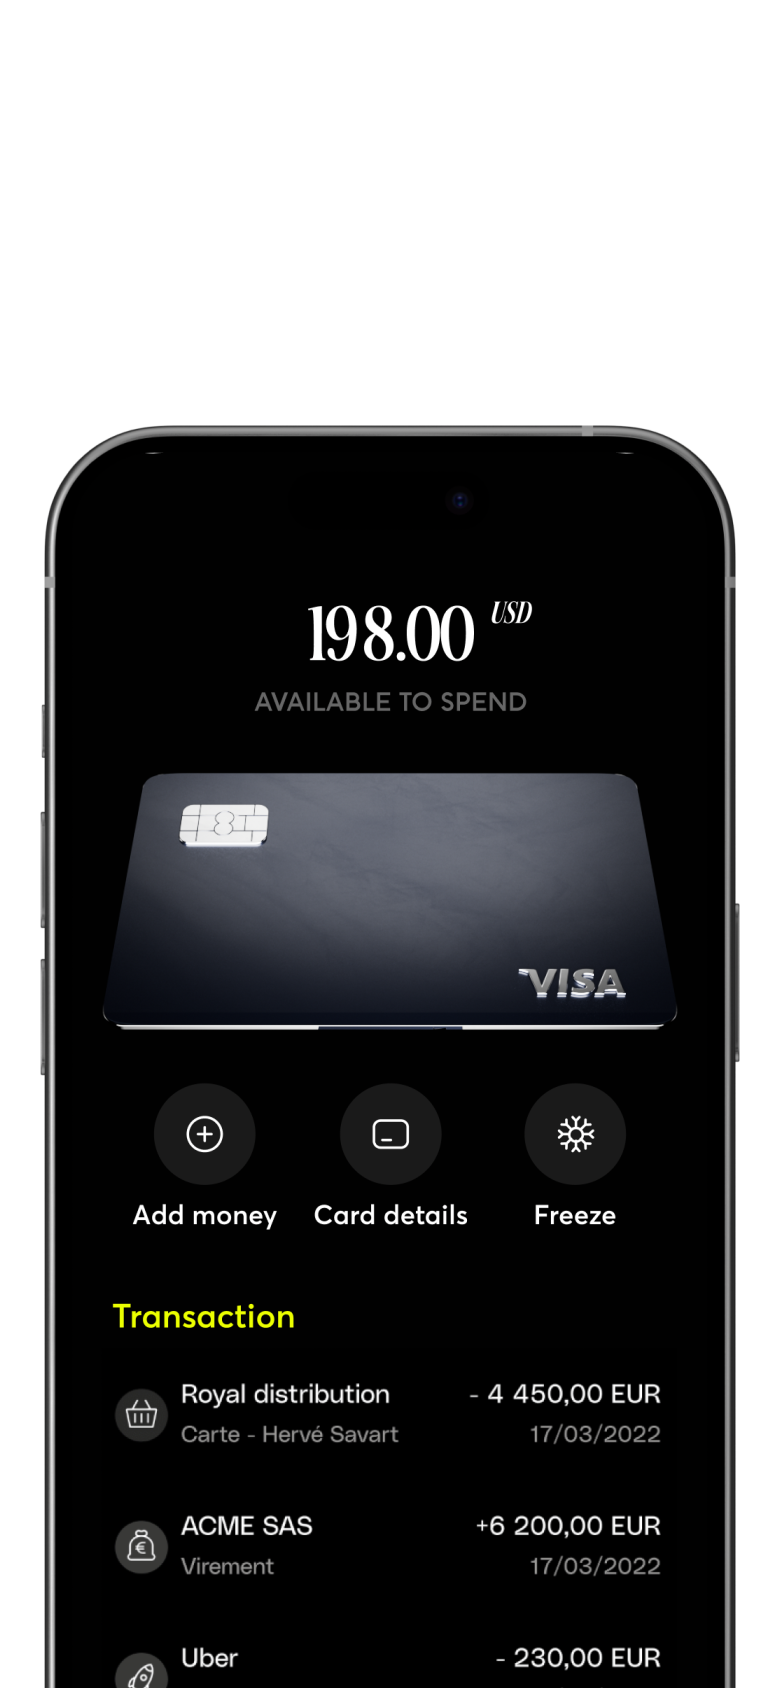 198.00 USD
AVAILABLE TO SPEND
VISA
Add money Card details Freeze
Transaction
Royal distribution - 4 450,00 EUR
Carte - Hervé Savart 17/03/2022
ACME SAS +6 200,00 EUR
Virement 17/03/2022
Uber - 230,00 EUR